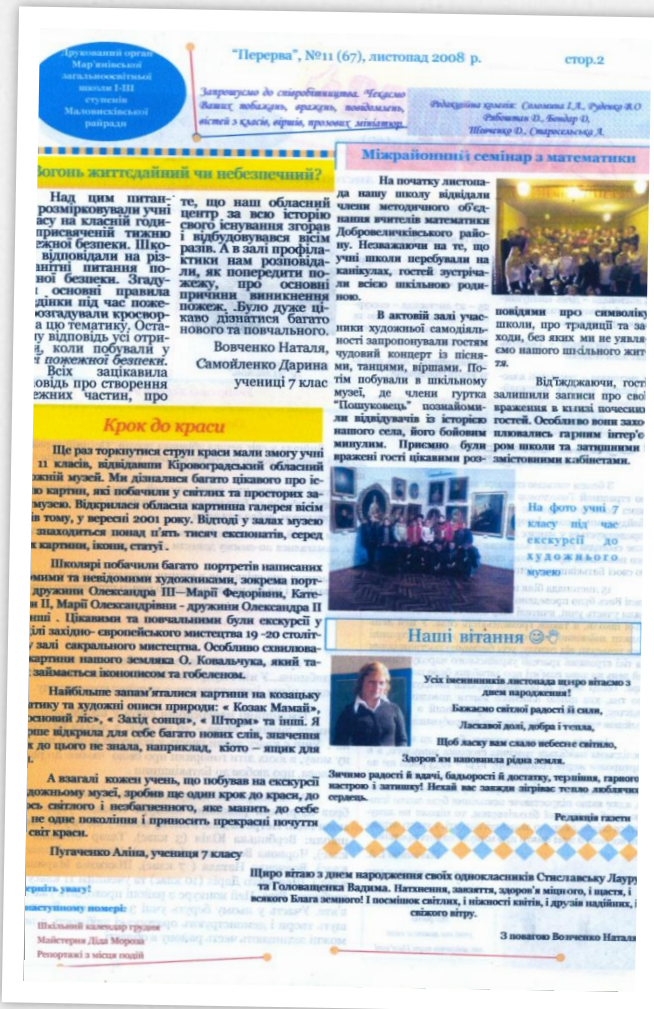 Друкований орган
Мар'янівської
загальноосвітньої
школи І-ІІІ
ступенів
Маловисківської
райради
“Перерва”, №11 (67), листопад 2008 р.
стор.2
Запрошуємо до співробітництва. Чекаємо
Ваших побажань, вражень, повідомлень,
вістей з класів, віршів, прозових мініатюр..
Редакційна колегія: Соломина І.А., Руденко В.О
Рибоштан Д., Бондар D,
Шевченко D., Старосельська А.
Вогонь життєдайний чи небезпечний?
Над цим питан-
розмірковували учні
асу на класній годи-
присвяченій тижню
ежної безпеки. Шко-
відповідали на різ-
анітні питання по-
ної безпеки. Згаду-
основні правила
дінки під час поже-
розгадували кросвор-
а цю тематику, Оста-
у відповідь усі отри-
, коли побували у
і пожежної безпеки.
Всіх зацікавила
овідь про створення
ежних частин, про
те, що наш обласний
центр за всю історію
свого існування згорав
і відбудовувався вісім
разів. А в залі профіла-
ктики нам розповіда-
ли, як попередити по-
жежу, про основні
причини виникнення
пожеж, .Було дуже ці-
каво дізнатися багато
нового та повчального.
Вовченко Наталя,
Самойленко Дарина
учениці 7 клас
Крок до краси
Ще раз торкнутися струн краси мали змогу учні
11 класів, відвідавши Кіровоградський обласний
ожній музей. Ми дізналися багато цікавого про іс-
ю картин, які побачили у світлих та просторих за-
музею. Відкрилася обласна картинна галерея вісім
ів тому, у вересні 2001 року. Відтоді у залах музею
знаходиться понад п'ять тисяч експонатів, серед
х картини, ікони, статуї .
Школярі побачили багато портретів написаних
омими та невідомими художниками, зокрема порт-
дружини Олександра ІІІ—Марії Федорівни, Кате-
и ІІ, Марії Олександрівни - дружини Олександра ІІ
нші . Цікавими та повчальними були екскурсії у
ілі західно- європейського мистецтва 19 -20 століт-
у залі сакрального мистецтва. Особливо схвилюва-
картини нашого земляка О. Ковальчука, який та-
займається іконописом та гобеленом.
Найбільше запам'яталися картини на козацьку
атику та художні описи природи: « Козак Мамай»,
основий ліс», « Захід сонця», « Шторм» та інші. Я
рше відкрила для себе багато нових слів, значення
х до цього не знала, наприклад, кіото – ящик для
.
А взагалі кожен учень, що побував на екскурсії
дожньому музеї, зробив ще один крок до краси, до
ось світлого і незбагненного, яке манить до себе
не одне покоління і приносить прекрасні почуття
світ краси.
Пугаченко Аліна, учениця 7 класу
ерніть увагу!
наступному номері:
Шкільний календар грудня
Майстерня Діда Мороза
Репортажі з місця подій
Міжрайонний семінар з математики
На початку листопа-
да нашу школу відвідали
члени методичного об'єд-
нання вчителів математики
Добровеличківського райо-
ну. Незважаючи на те, що
учні школи перебували на
канікулах, гостей зустріча-
ли всією шкільною роди-
ною.
В актовій залі учас-
ники художньої самодіяль-
ності запропонували гостям
чудовий концерт із пісня-
ми, танцями, віршами. По-
тім побували в шкільному
музеї, де члени гуртка
“Пошуковець” познайоми-
ли відвідувачів із історією
нашого села, його бойовим
минулим. Приємно були
вражені гості цікавими роз-
повідями про символіку
школи, про традиції та за-
ходи, без яких ми не уявля-
ємо нашого шкільного жит-
тя.
Від'їжджаючи, гості
залишили записи про свої
враження в книзі почесних
гостей. Особливо вони захо-
плювались гарним інтер'є-
ром школи та затишними і
змістовними кабінетами.
На фото учні 7
класу під час
екскурсії до
художнього
музею
Наші вітання
Усіх іменинників листопада щиро вітаємо з
днем народження!
Бажаємо світлої радості й сили,
Ласкавої долі, добра і тепла,
Щоб ласку вам слало небесне світило,
Здоров'ям наповнила рідна земля.
Зичимо радості й вдачі, бадьорості й достатку, терпіння, гарного
настрою і затишку! Нехай вас завжди зігріває тепло люблячих
сердець.
Редакція газети
Щиро вітаю з днем народження своїх однокласників Стиславську Лауру
та Голованценка Вадима. Натхнення, завзяття, здоров'я міцного, і щастя, і
всякого Блага земного! І посмішок світлих, і ніжності квітів, і друзів надійних, і
свіжого вітру.
З повагою Вовченко Наталя